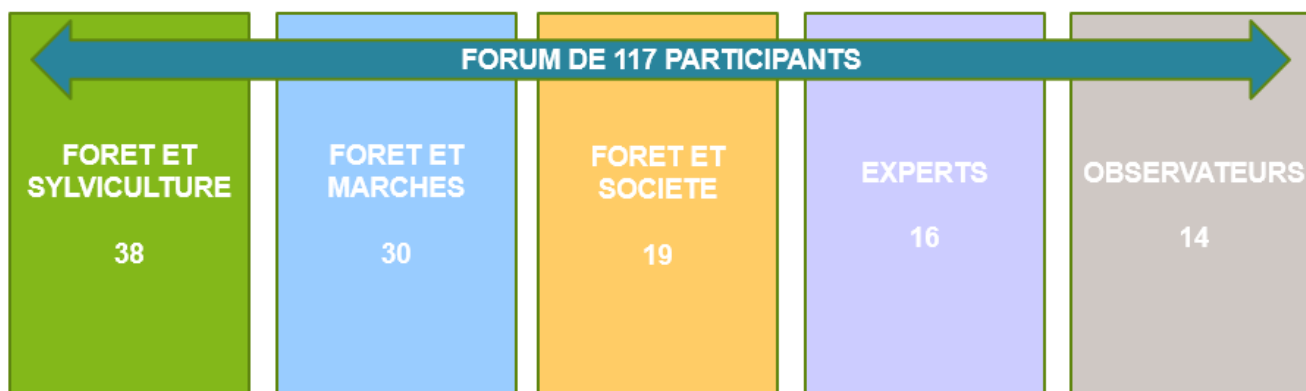 FORUM DE 117 PARTICIPANTS
FORET ET
SYLVICULTURE
38
FORET ET
MARCHES
30
FORET ET
SOCIETE
19
EXPERTS
16
OBSERVATEURS
14